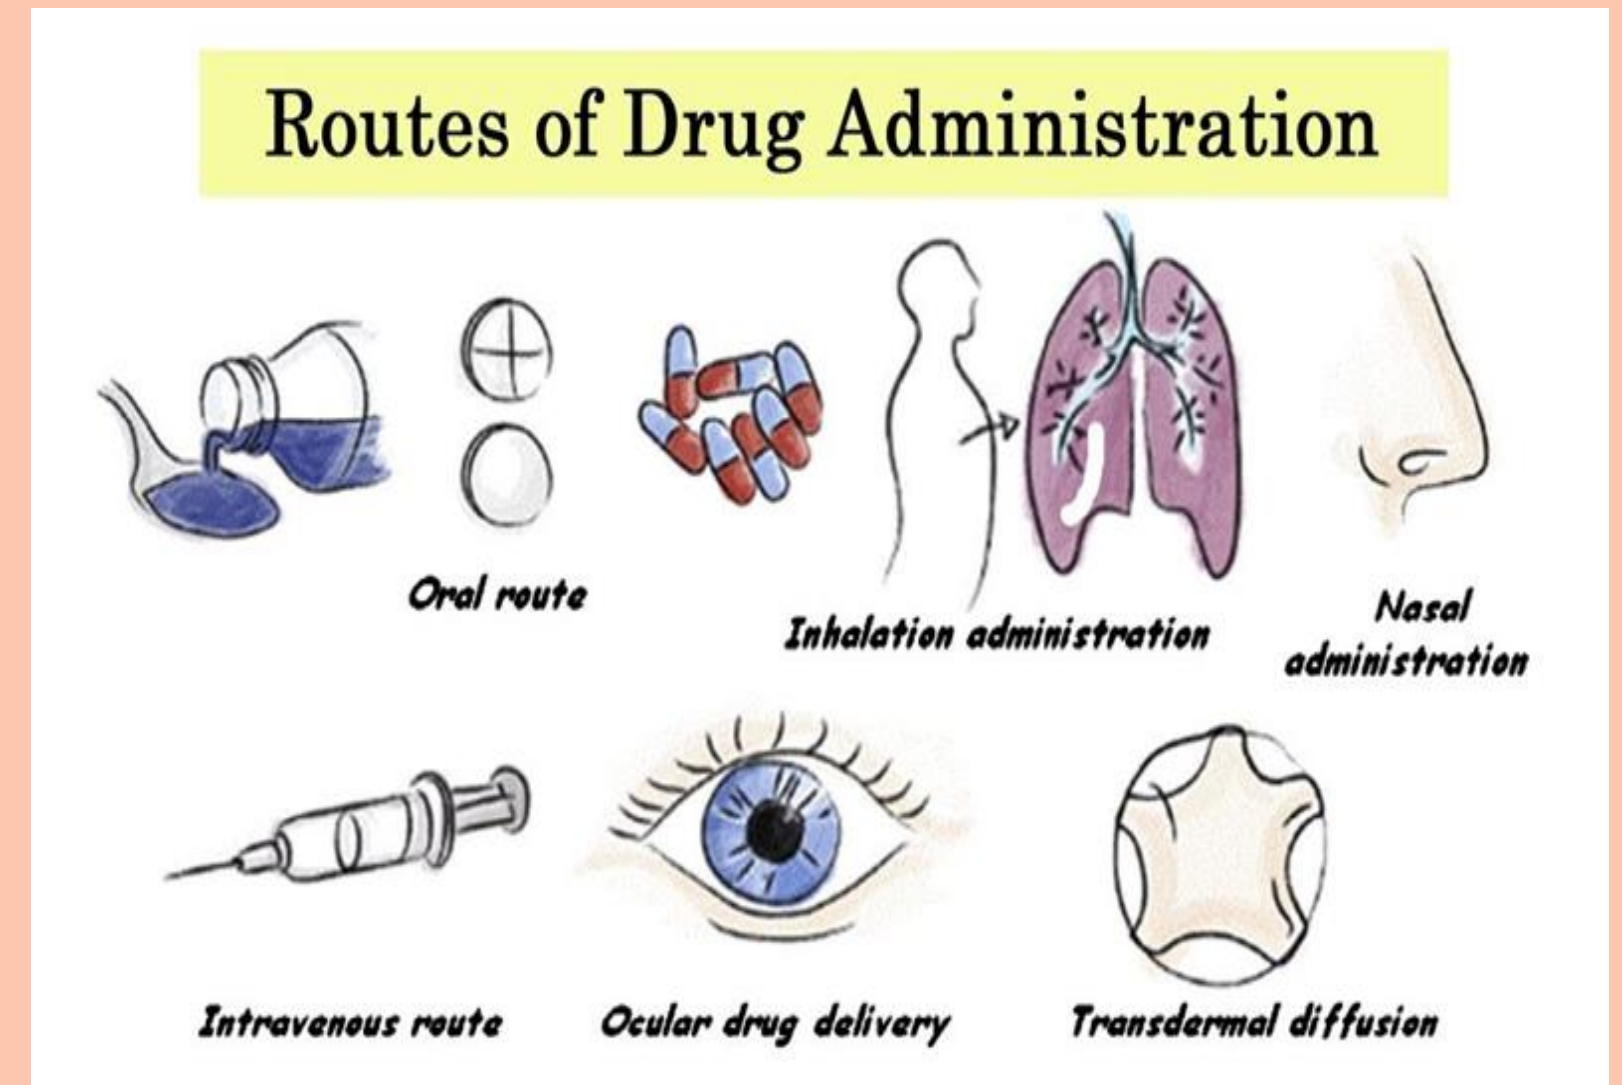 Routes of Drug Administration
Oral route
Inhalation administration
Nasal
administration
Intravenous route
Ocular drug delivery
Transdermal diffusion